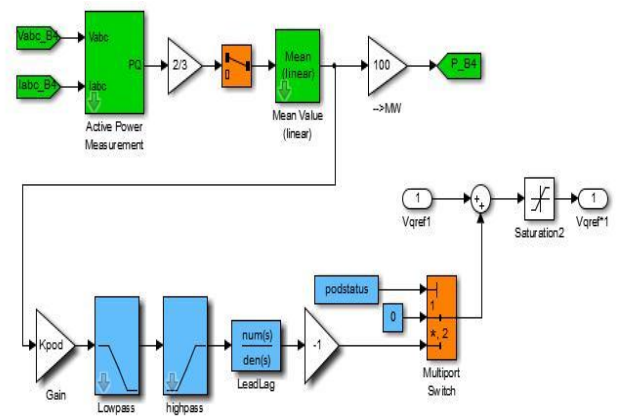 Vabc_B4
Iabc_B4
Vabc
Iabc
PQ
Active Power
Measurement
2/3
0
Mean
(linear)
Mean Value
(linear)
100
-->MW
P_B4
1
Vqref1
+
+
Saturation2
1
Vqref*1
Kpod
Gain
Lowpass
highpass
num(s)
den(s)
LeadLag
-1
podstatus
0
1
*, 2
Multiport
Switch